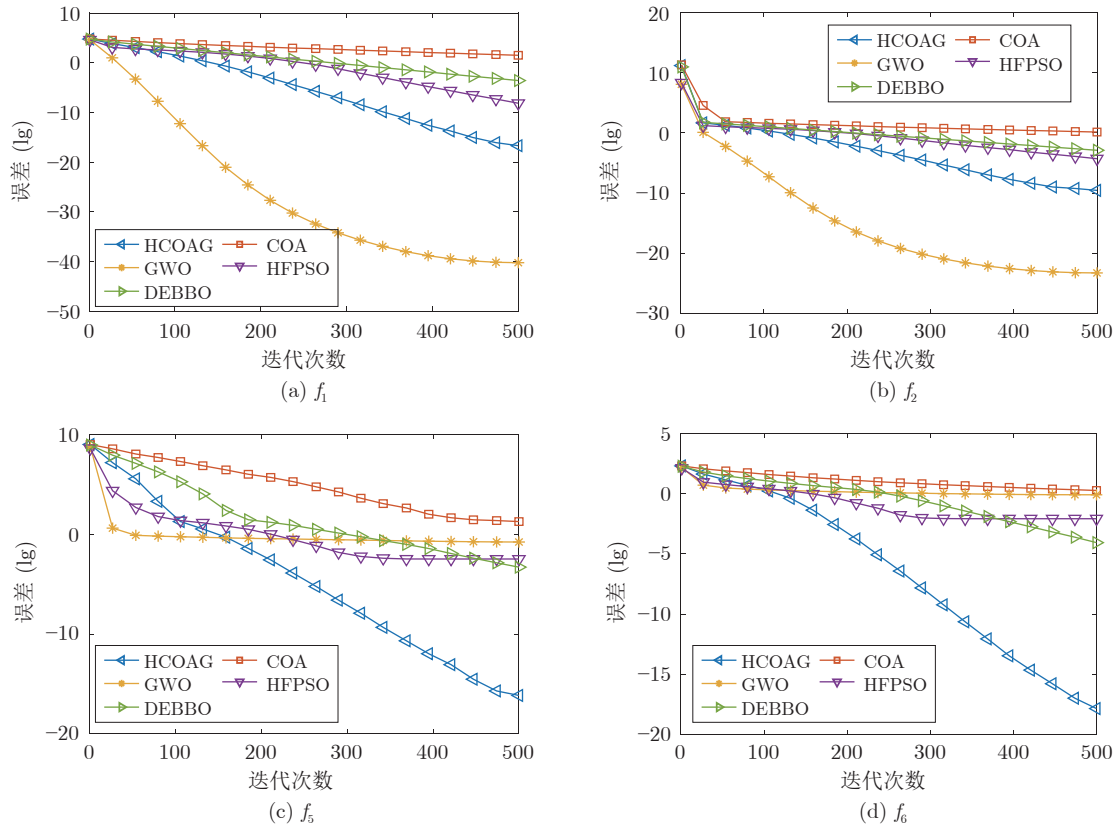 10
0
−10
−20
−30
−40
−50
误差 (lg)
HCOAG
COA
GWO
HFPSO
DEBBO
0 100 200 300 400 500
迭代次数
(a) f1
20
10
0
−10
−20
−30
误差 (lg)
HCOAG
COA
GWO
HFPSO
DEBBO
0 100 200 300 400 500
迭代次数
(b) f2
10
0
−10
−20
误差 (lg)
HCOAG
COA
GWO
HFPSO
DEBBO
0 100 200 300 400 500
迭代次数
(c) f5
5
0
−5
−10
−15
−20
误差 (lg)
HCOAG
COA
GWO
HFPSO
DEBBO
0 100 200 300 400 500
迭代次数
(d) f6